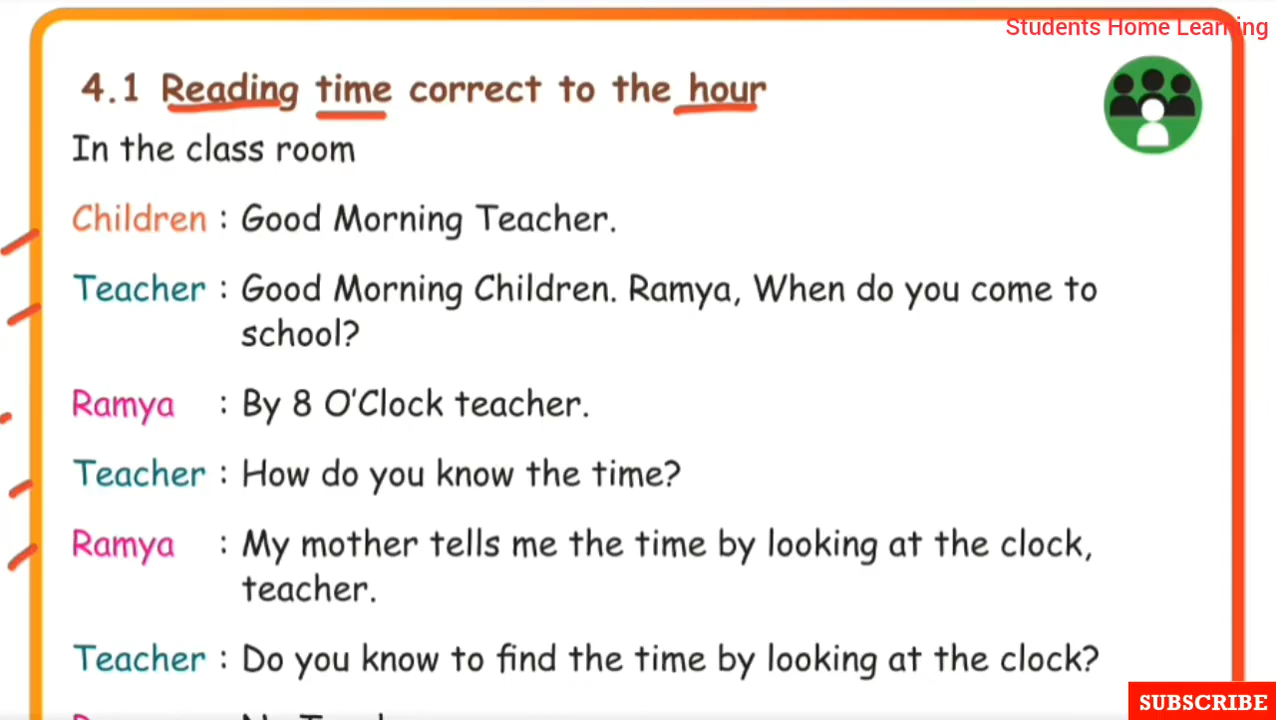 Students Home Learning
4.1 Reading time correct to the hour
In the class room
Children : Good Morning Teacher.
Teacher : Good Morning Children. Ramya, When do you come to
school?
Ramya : By 8 O'Clock teacher.
Teacher : How do you know the time?
Ramya : My mother tells me the time by looking at the clock,
teacher.
Teacher : Do you know to find the time by looking at the clock?
SUBSCRIBE